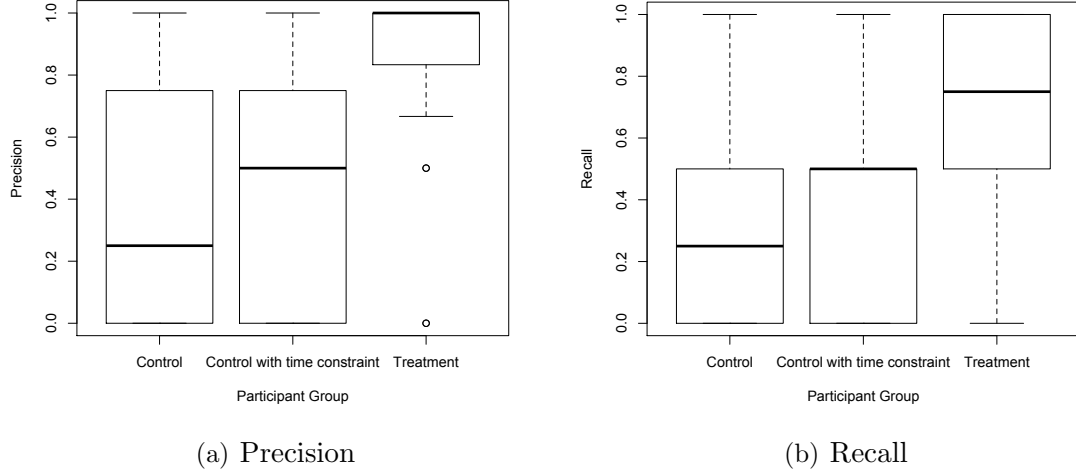 Precision
1.0
0.8
0.6
0.4
0.2
0.0
Control
Control with time constraint
Treatment
Participant Group
(a) Precision
Recall
1.0
0.8
0.6
0.4
0.2
0.0
Control
Control with time constraint
Treatment
Participant Group
(b) Recall